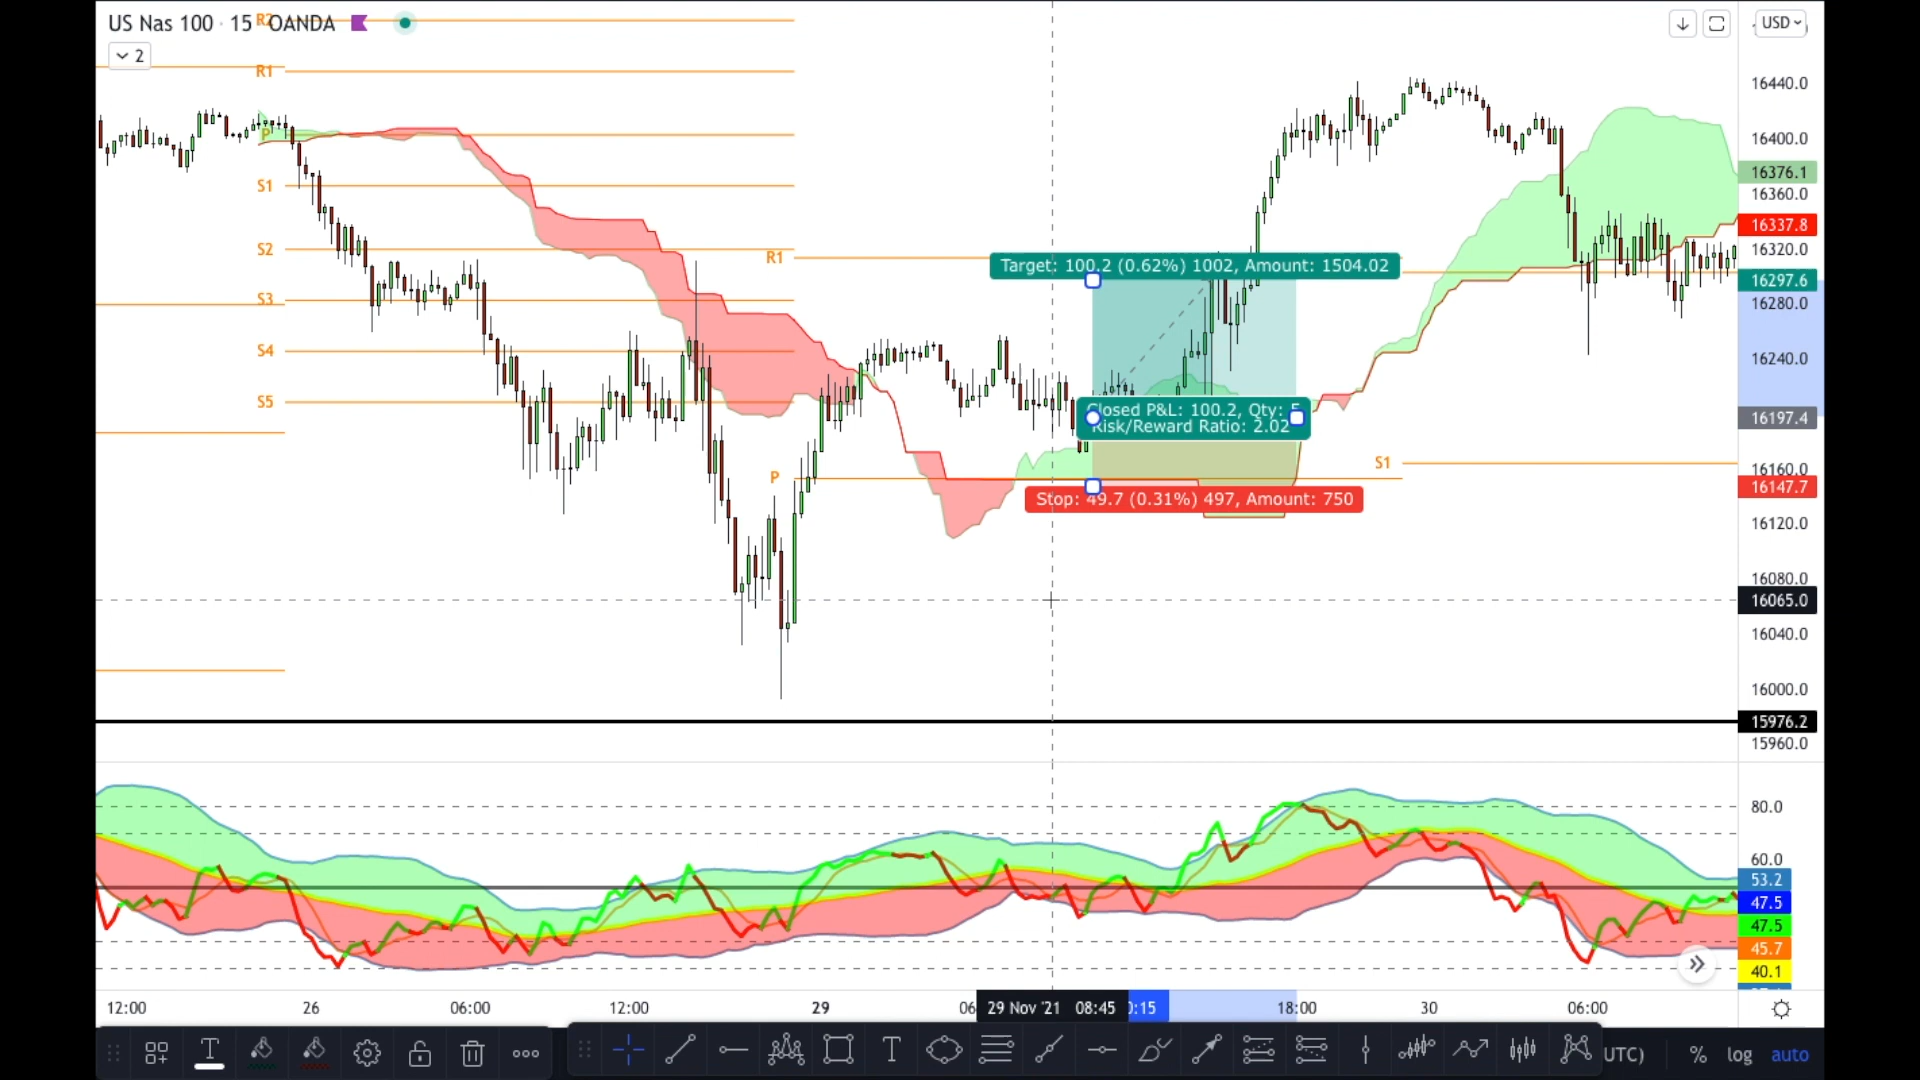 US Nas 100 · 15 OANDA
R2
2
USD
R1
P
S1
S2
S3
S4
S5
R1
P
S1
Target: 100.2 (0.62%) 1002, Amount: 1504.02
Closed P&L: 100.2, Qty:
Risk/Reward Ratio: 2.02
Stop: 49.7 (0.31%) 497, Amount: 750
16440.0
16400.0
16376.1
16360.0
16337.8
16320.0
16297.6
16280.0
16240.0
16197.4
16160.0
16147.7
16120.0
16080.0
16065.0
16040.0
16000.0
15976.2
15960.0
80.0
60.0
53.2
47.5
47.5
45.7
40.1
12:00
26
06:00
12:00
29
06
29 Nov '21 08:45
0:15
18:00
30
06:00
UTC)
%
log
auto